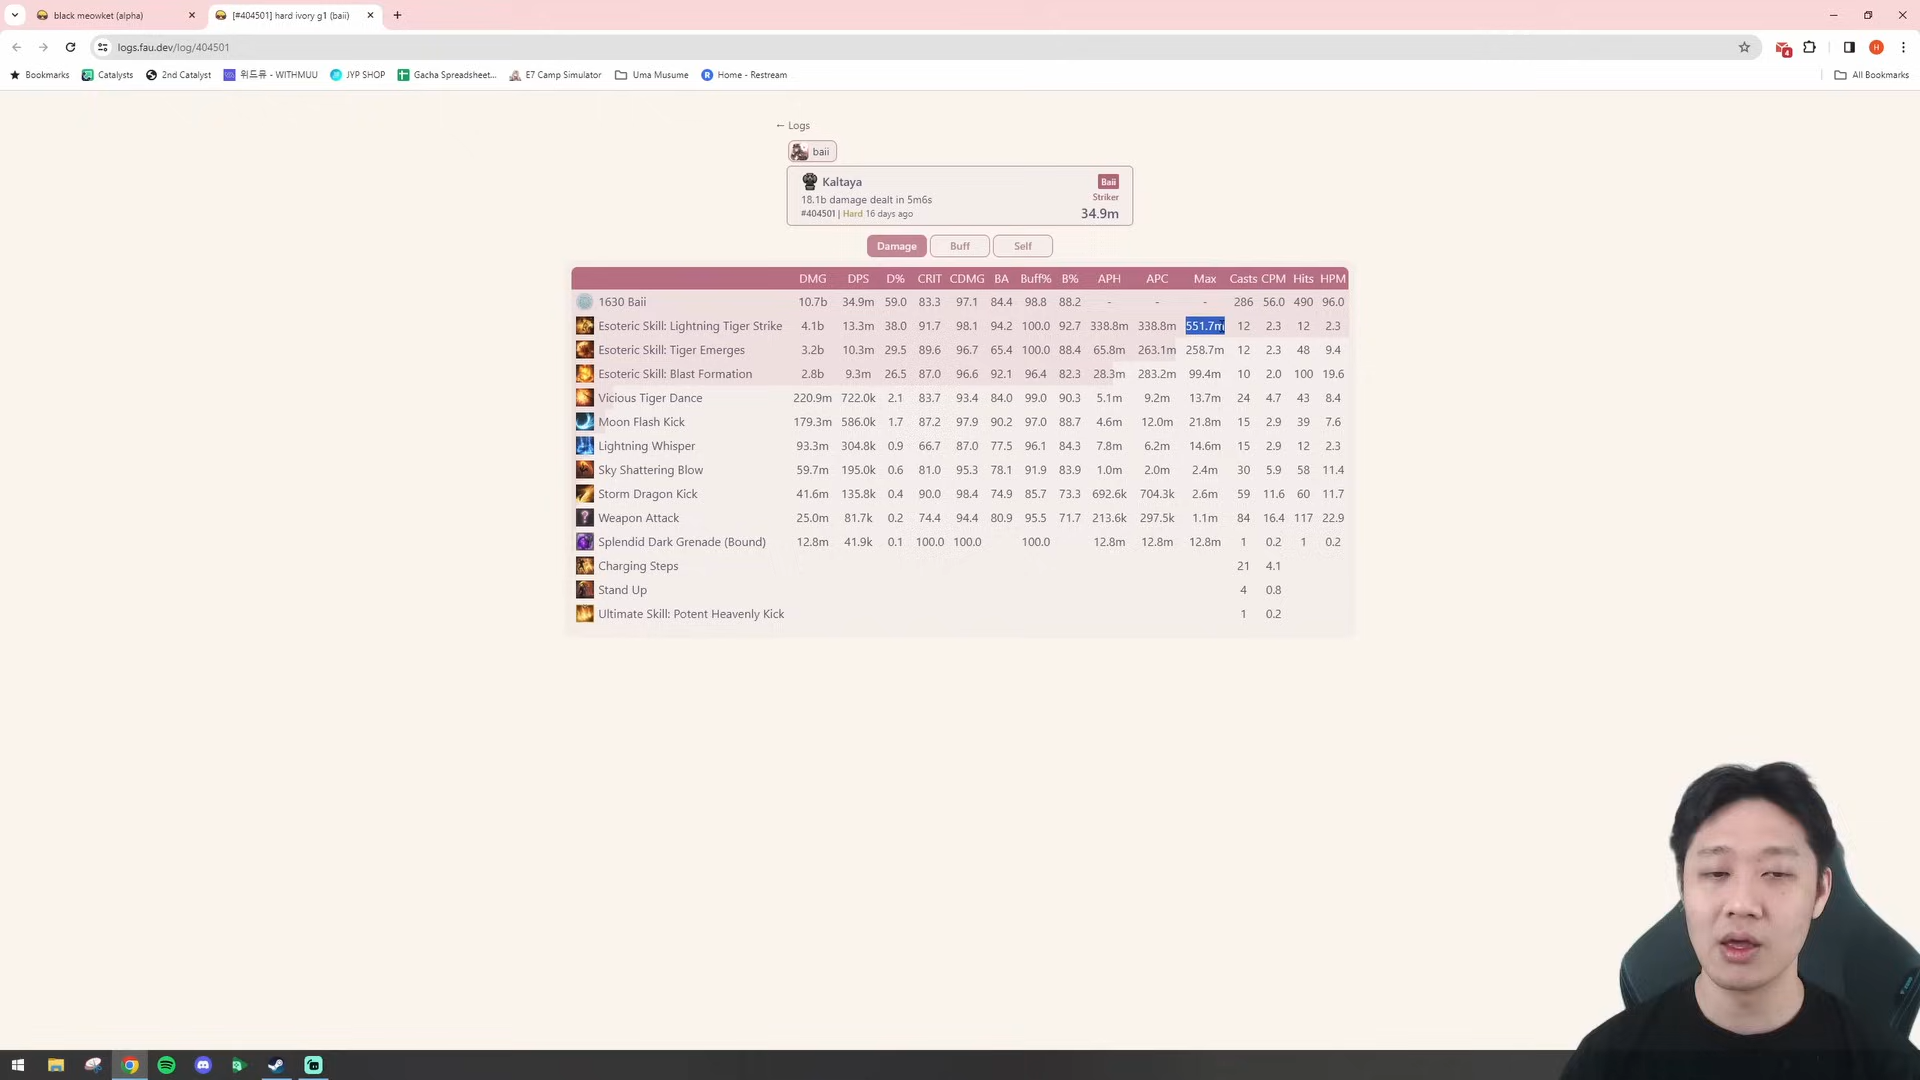 black meowket (alpha)
[#404501] hard ivory g1 (baii)
logs.fau.dev/log/404501
4
H
Bookmarks
Catalysts
2nd Catalyst
위드뮤 - WITHMUU
JYP SHOP
Gacha Spreadsheet...
E7 Camp Simulator
Uma Musume
Home - Restream
All Bookmarks
← Logs
baii
Kaltaya
Baii
18.1b damage dealt in 5m6s
Striker
#404501 | Hard 16 days ago
34.9m
Damage Buff Self
DMG DPS D% CRIT CDMG BA Buff% B% APH APC Max Casts CPM Hits HPM
1630 Baii 10.7b 34.9m 59.0 83.3 97.1 84.4 98.8 88.2 - - - 286 56.0 490 96.0
Esoteric Skill: Lightning Tiger Strike 4.1b 13.3m 38.0 91.7 98.1 94.2 100.0 92.7 338.8m 338.8m 551.7m 12 2.3 12 2.3
Esoteric Skill: Tiger Emerges 3.2b 10.3m 29.5 89.6 96.7 65.4 100.0 88.4 65.8m 263.1m 258.7m 12 2.3 48 9.4
Esoteric Skill: Blast Formation 2.8b 9.3m 26.5 87.0 96.6 92.1 96.4 82.3 28.3m 283.2m 99.4m 10 2.0 100 19.6
Vicious Tiger Dance 220.9m 722.0k 2.1 83.7 93.4 84.0 99.0 90.3 5.1m 9.2m 13.7m 24 4.7 43 8.4
Moon Flash Kick 179.3m 586.0k 1.7 87.2 97.9 90.2 97.0 88.7 4.6m 12.0m 21.8m 15 2.9 39 7.6
Lightning Whisper 93.3m 304.8k 0.9 66.7 87.0 77.5 96.1 84.3 7.8m 6.2m 14.6m 15 2.9 12 2.3
Sky Shattering Blow 59.7m 195.0k 0.6 81.0 95.3 78.1 91.9 83.9 1.0m 2.0m 2.4m 30 5.9 58 11.4
Storm Dragon Kick 41.6m 135.8k 0.4 90.0 98.4 74.9 85.7 73.3 692.6k 704.3k 2.6m 59 11.6 60 11.7
Weapon Attack 25.0m 81.7k 0.2 74.4 94.4 80.9 95.5 71.7 213.6k 297.5k 1.1m 84 16.4 117 22.9
Splendid Dark Grenade (Bound) 12.8m 41.9k 0.1 100.0 100.0 100.0 12.8m 12.8m 12.8m 1 0.2 1 0.2
Charging Steps 21 4.1
Stand Up 4 0.8
Ultimate Skill: Potent Heavenly Kick 1 0.2